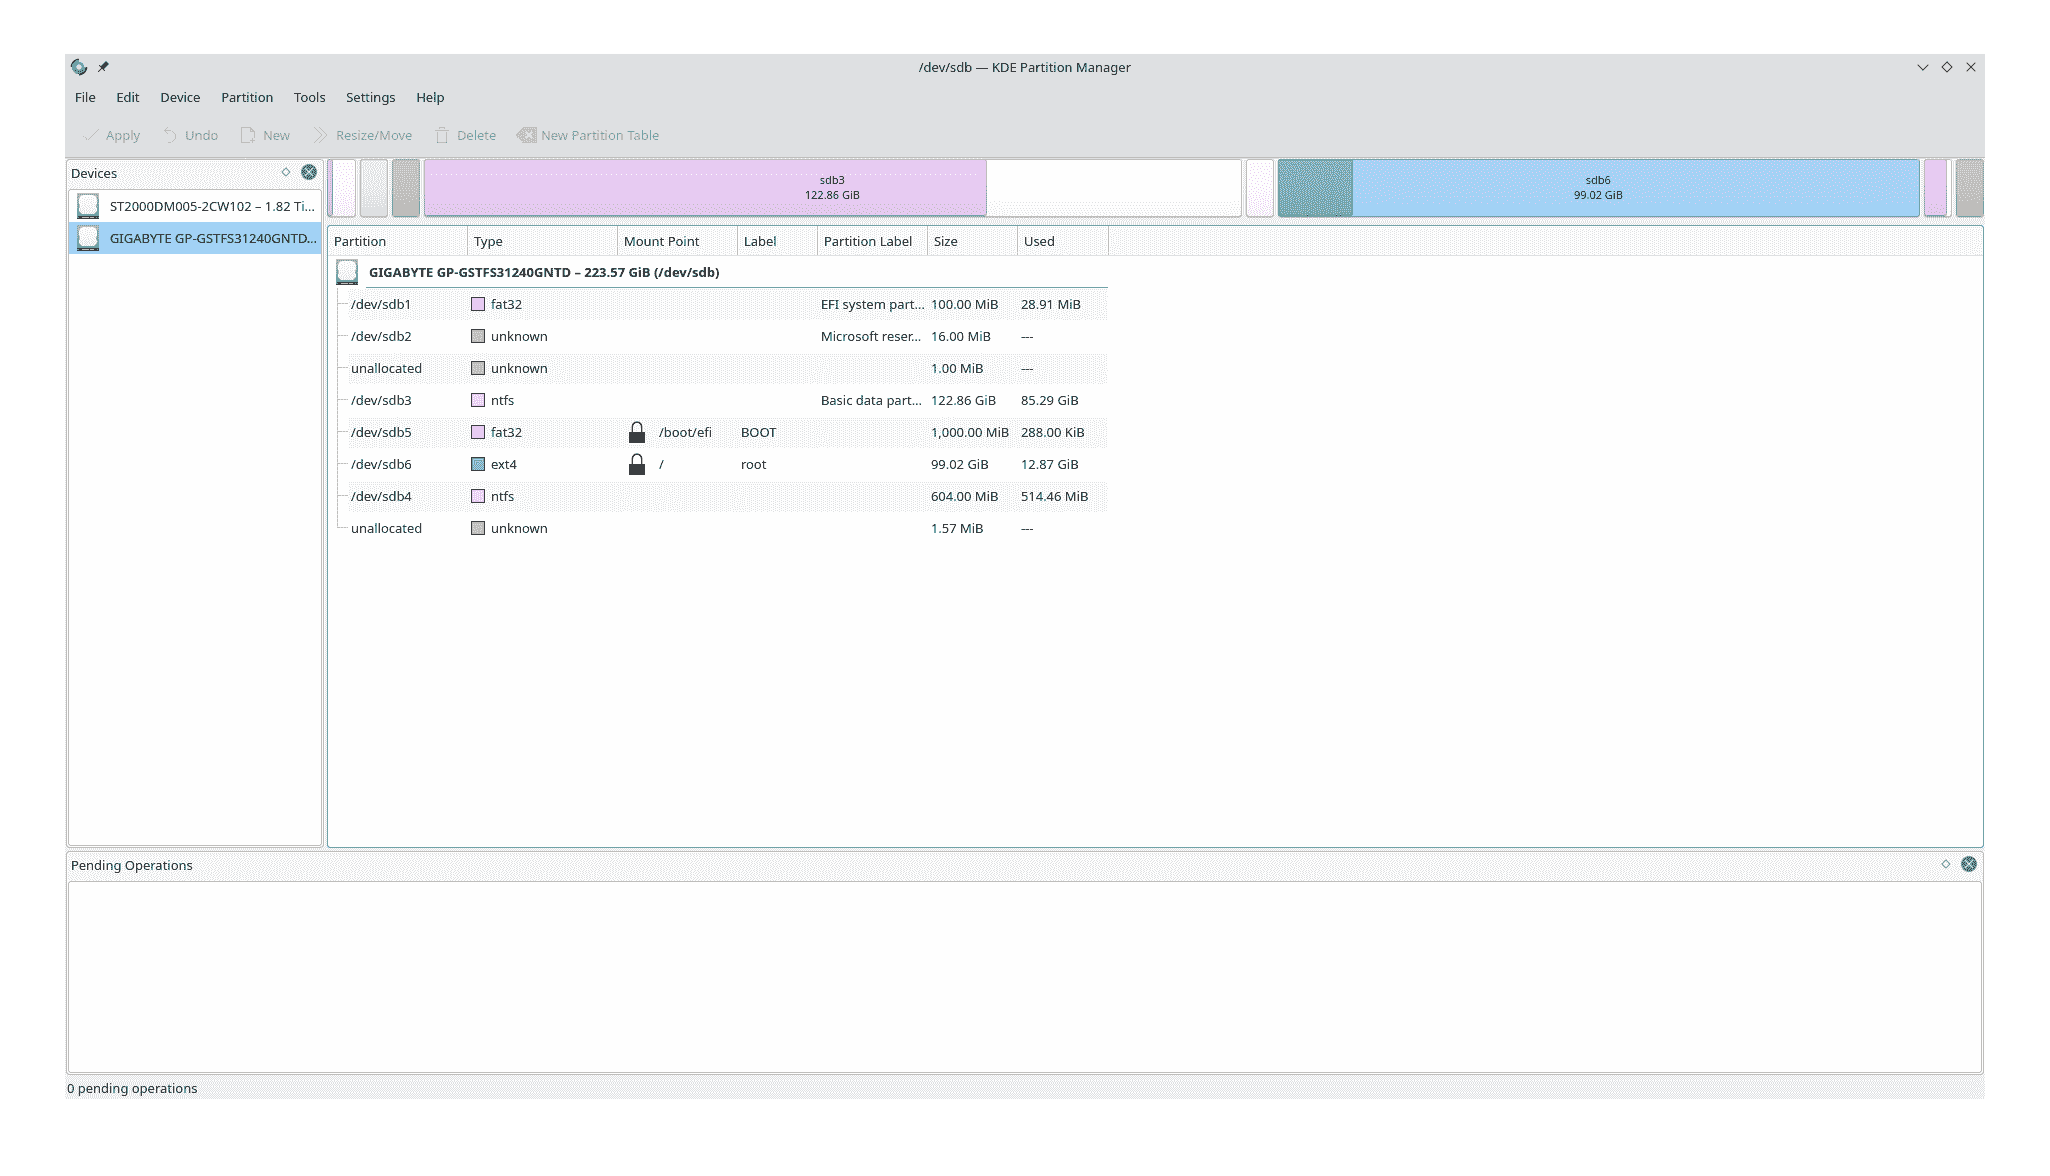 /dev/sdb — KDE Partition Manager
File Edit Device Partition Tools Settings Help
Apply Undo New Resize/Move Delete New Partition Table
Devices
ST2000DM005-2CW102 – 1.82 Ti...
GIGABYTE GP-GSTFS31240GNTD...
sdb3
122.86 GiB
sdb6
99.02 GiB
Partition Type Mount Point Label Partition Label Size Used
GIGABYTE GP-GSTFS31240GNTD – 223.57 GiB (/dev/sdb)
/dev/sdb1 fat32 EFI system part... 100.00 MiB 28.91 MiB
/dev/sdb2 unknown Microsoft reser... 16.00 MiB ---
unallocated unknown 1.00 MiB ---
/dev/sdb3 ntfs Basic data part... 122.86 GiB 85.29 GiB
/dev/sdb5 fat32 /boot/efi BOOT 1,000.00 MiB 288.00 KiB
/dev/sdb6 ext4 / root 99.02 GiB 12.87 GiB
/dev/sdb4 ntfs 604.00 MiB 514.46 MiB
unallocated unknown 1.57 MiB ---
Pending Operations
0 pending operations